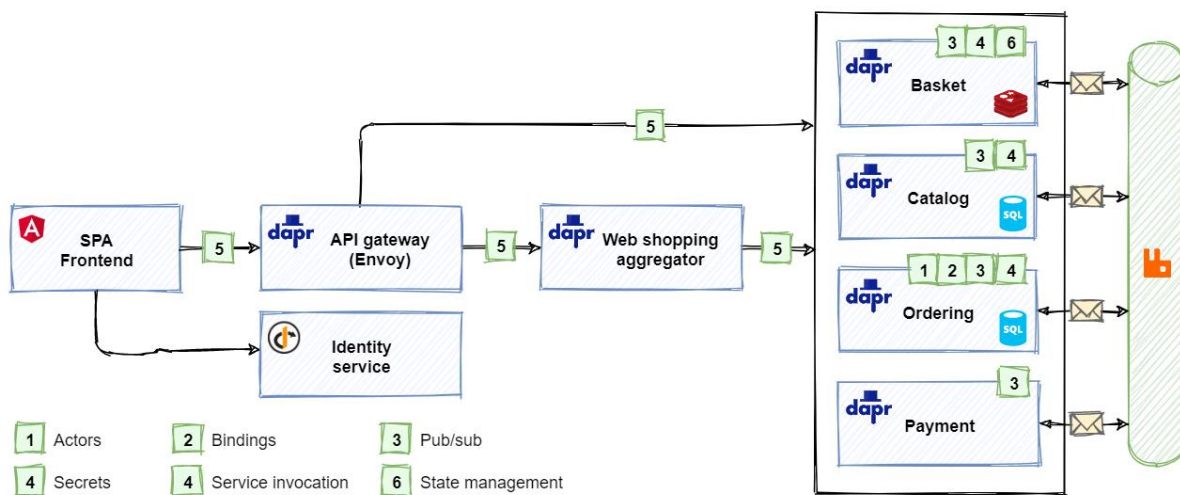 3 4 6
dapr
Basket
5
3 4
dapr
Catalog
SQL
SPA
Frontend
5
dapr
API gateway
(Envoy)
5
dapr
Web shopping
aggregator
5
1 2 3 4
dapr
Ordering
SQL
Identity
service
3
dapr
Payment
1 Actors
2 Bindings
3 Pub/sub
4 Secrets
4 Service invocation
6 State management